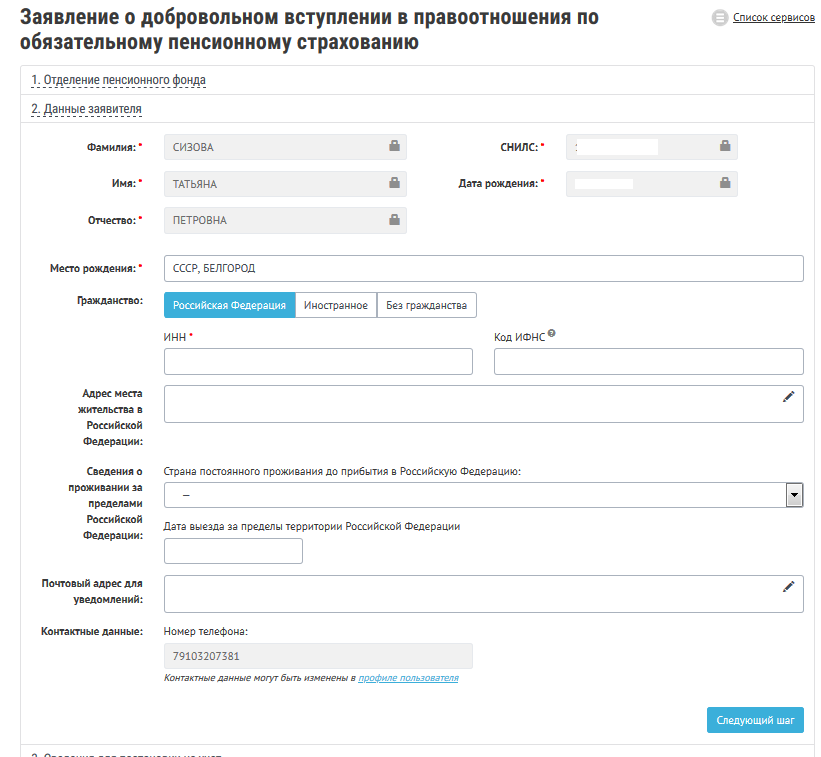 Заявление о добровольном вступлении в правоотношения по
обязательному пенсионному страхованию
Список сервисов
1. Отделение пенсионного фонда
2. Данные заявителя
Фамилия: *
СИЗОВА
СНИЛС: *
Имя: *
ТАТЬЯНА
Дата рождения: *
Отчество: *
ПЕТРОВНА
Место рождения: *
СССР, БЕЛГОРОД
Гражданство:
Российская Федерация
Иностранное
Без гражданства
ИНН *
Код ИФНС ?
Адрес места
жительства в
Российской
Федерации:
Сведения о
проживании за
пределами
Российской
Федерации:
Страна постоянного проживания до прибытия в Российскую Федерацию:
—
Дата выезда за пределы территории Российской Федерации
Почтовый адрес для
уведомлений:
Контактные данные:
Номер телефона:
79103207381
Контактные данные могут быть изменены в профиле пользователя
Следующий шаг